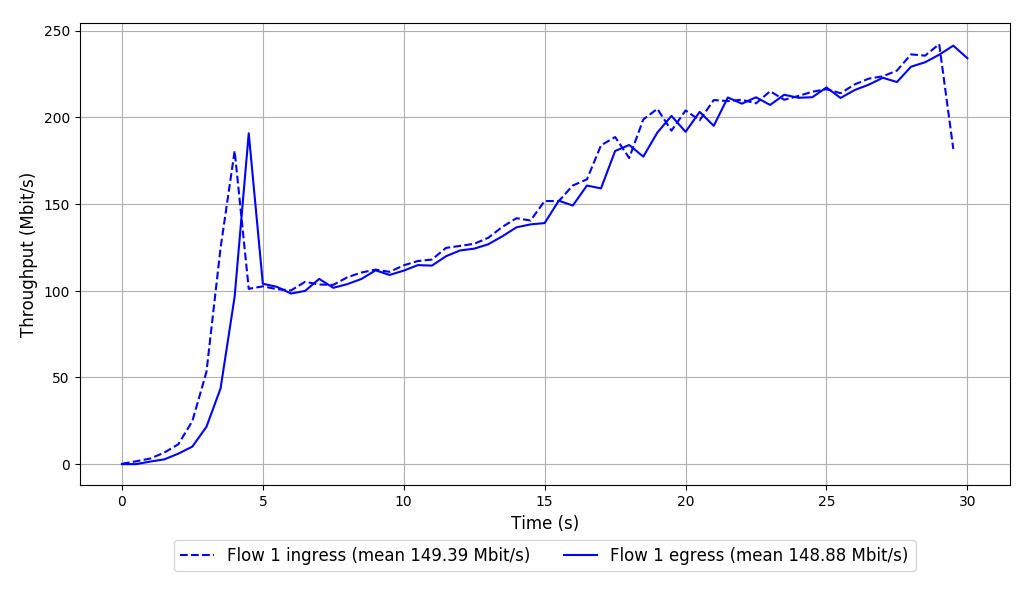 250
200
150
100
50
0
Throughput (Mbit/s)
0 5 10 15 20 25 30
Time (s)
Flow 1 ingress (mean 149.39 Mbit/s) Flow 1 egress (mean 148.88 Mbit/s)